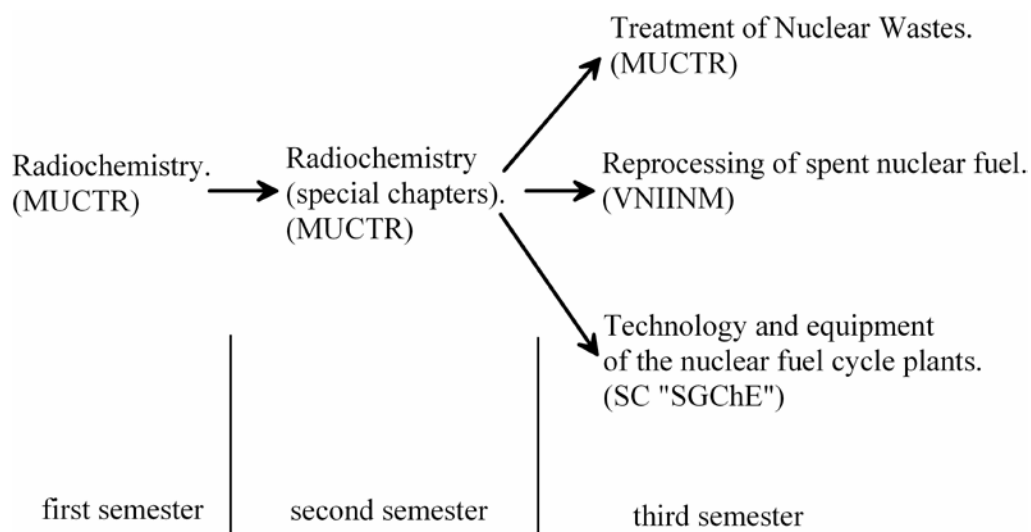 Radiochemistry.
(MUCTR)
Radiochemistry
(special chapters).
(MUCTR)
Treatment of Nuclear Wastes.
(MUCTR)
Reprocessing of spent nuclear fuel.
(VNIINM)
Technology and equipment
of the nuclear fuel cycle plants.
(SC "SGChE")
first semester
second semester
third semester